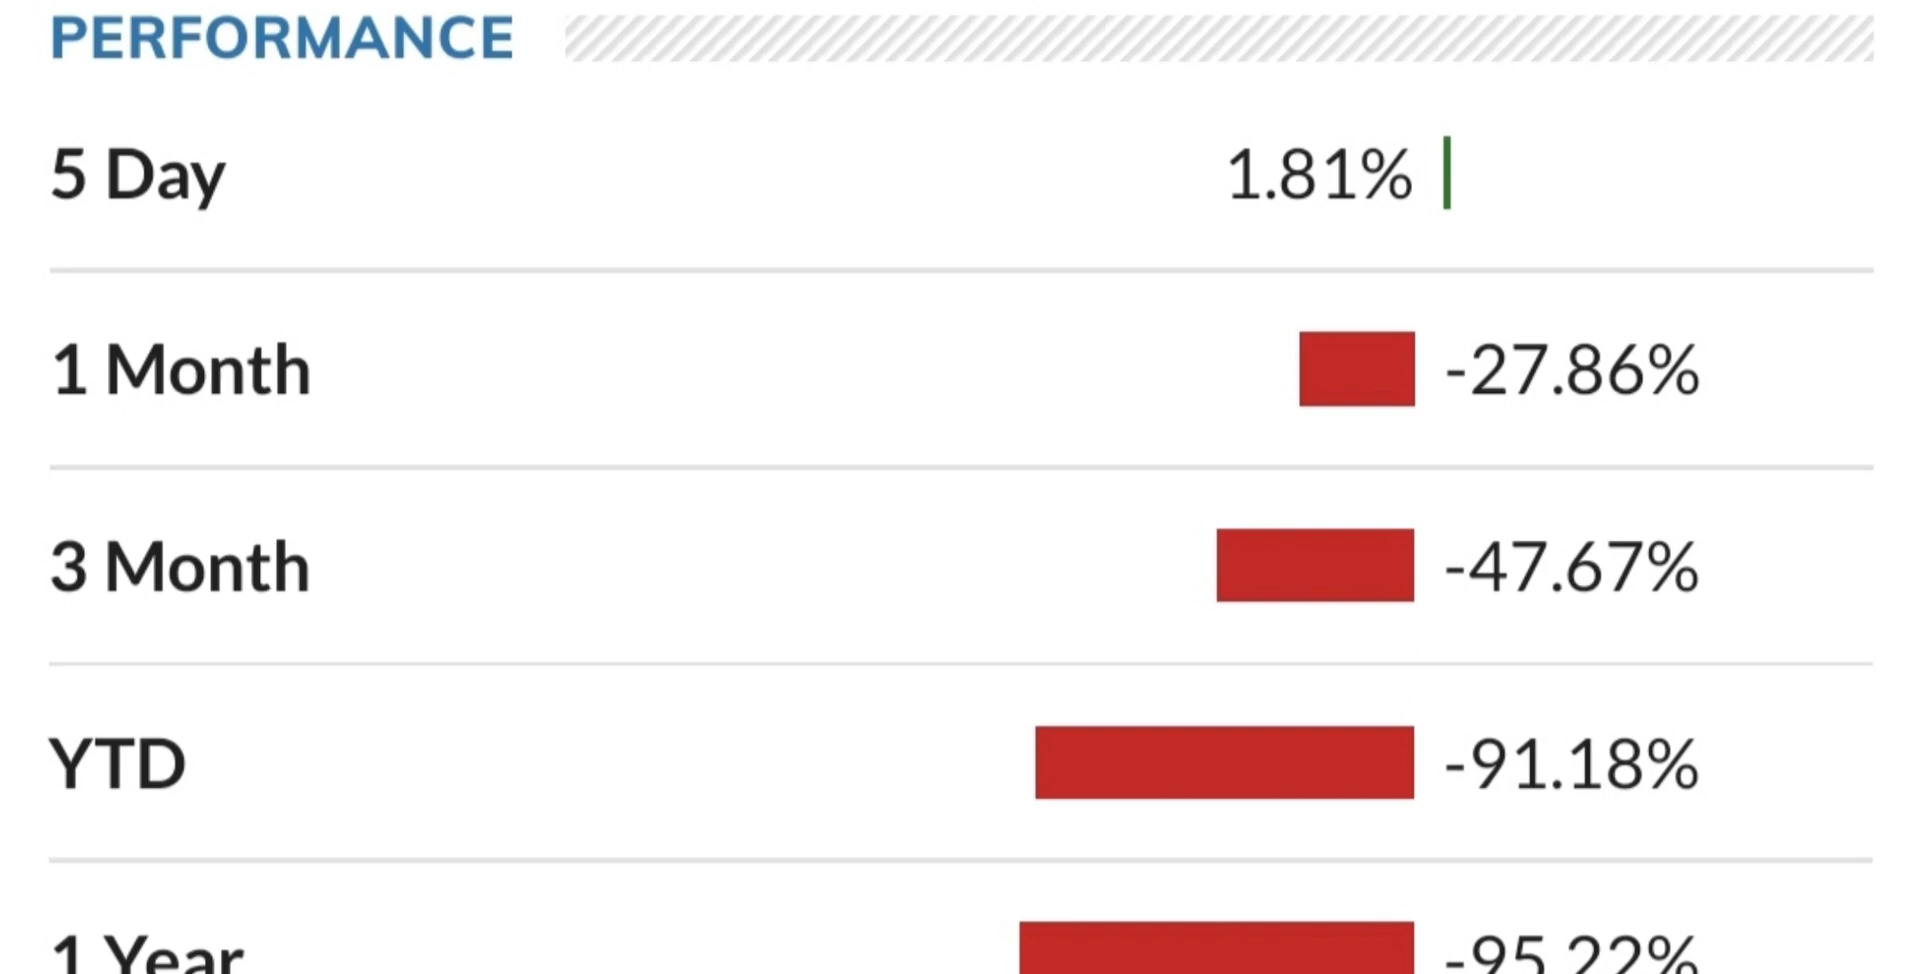 PERFORMANCE
5 Day 1.81%
1 Month -27.86%
3 Month -47.67%
YTD -91.18%
1 Year -95.22%